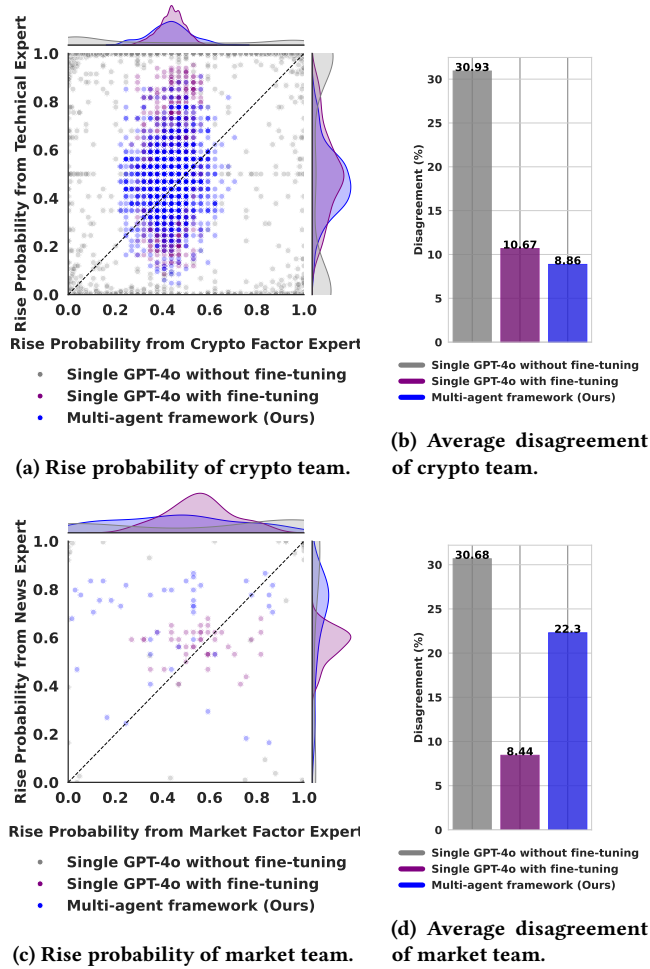 Rise Probability from Technical Expert
1.0
0.8
0.6
0.4
0.2
0.0
0.0 0.2 0.4 0.6 0.8 1.0
Rise Probability from Crypto Factor Expert
Single GPT-4o without fine-tuning
Single GPT-4o with fine-tuning
Multi-agent framework (Ours)
(a) Rise probability of crypto team.
Disagreement (%)
30
25
20
15
10
5
0
30.93
10.67
8.86
Single GPT-4o without fine-tuning
Single GPT-4o with fine-tuning
Multi-agent framework (Ours)
(b) Average disagreement
of crypto team.
Rise Probability from News Expert
1.0
0.8
0.6
0.4
0.2
0.0
0.0 0.2 0.4 0.6 0.8 1.0
Rise Probability from Market Factor Expert
Single GPT-4o without fine-tuning
Single GPT-4o with fine-tuning
Multi-agent framework (Ours)
(c) Rise probability of market team.
Disagreement (%)
30
25
20
15
10
5
0
30.68
8.44
22.3
Single GPT-4o without fine-tuning
Single GPT-4o with fine-tuning
Multi-agent framework (Ours)
(d) Average disagreement
of market team.